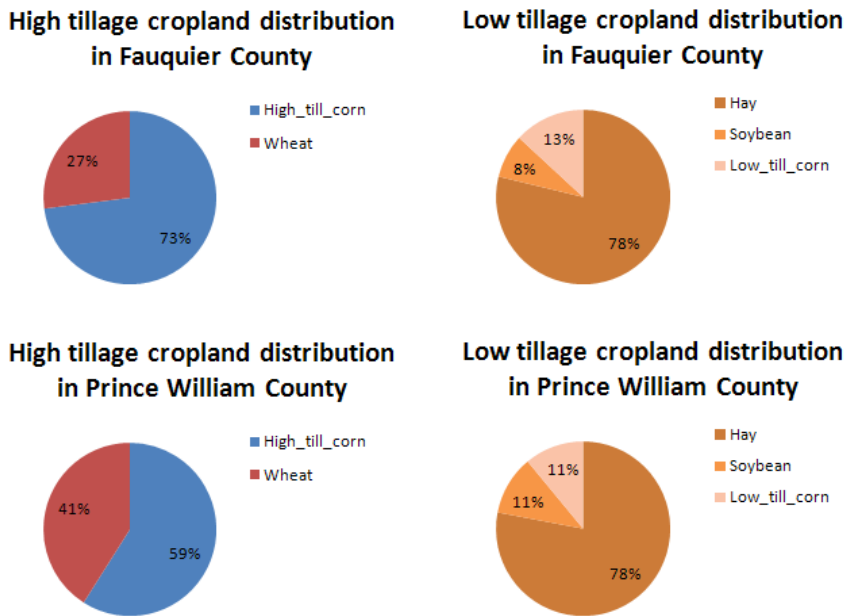 High tillage cropland distribution
in Fauquier County
High_till_corn
Wheat
27%
73%
Low tillage cropland distribution
in Fauquier County
Hay
Soybean
Low_till_corn
13%
8%
78%
High tillage cropland distribution
in Prince William County
High_till_corn
Wheat
41%
59%
Low tillage cropland distribution
in Prince William County
Hay
Soybean
Low_till_corn
11%
11%
78%